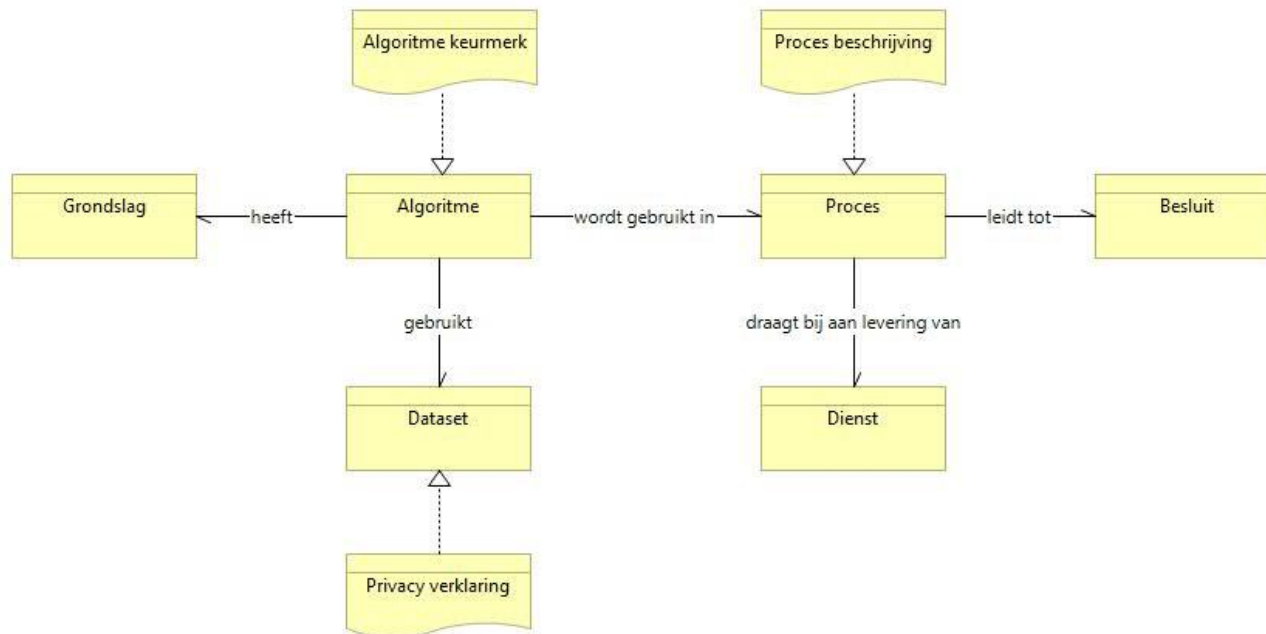 Algoritme keurmerk
Proces beschrijving
Grondslag
heeft
Algoritme
wordt gebruikt in
Proces
leidt tot
Besluit
gebruikt
draagt bij aan levering van
Dataset
Dienst
Privacy verklaring